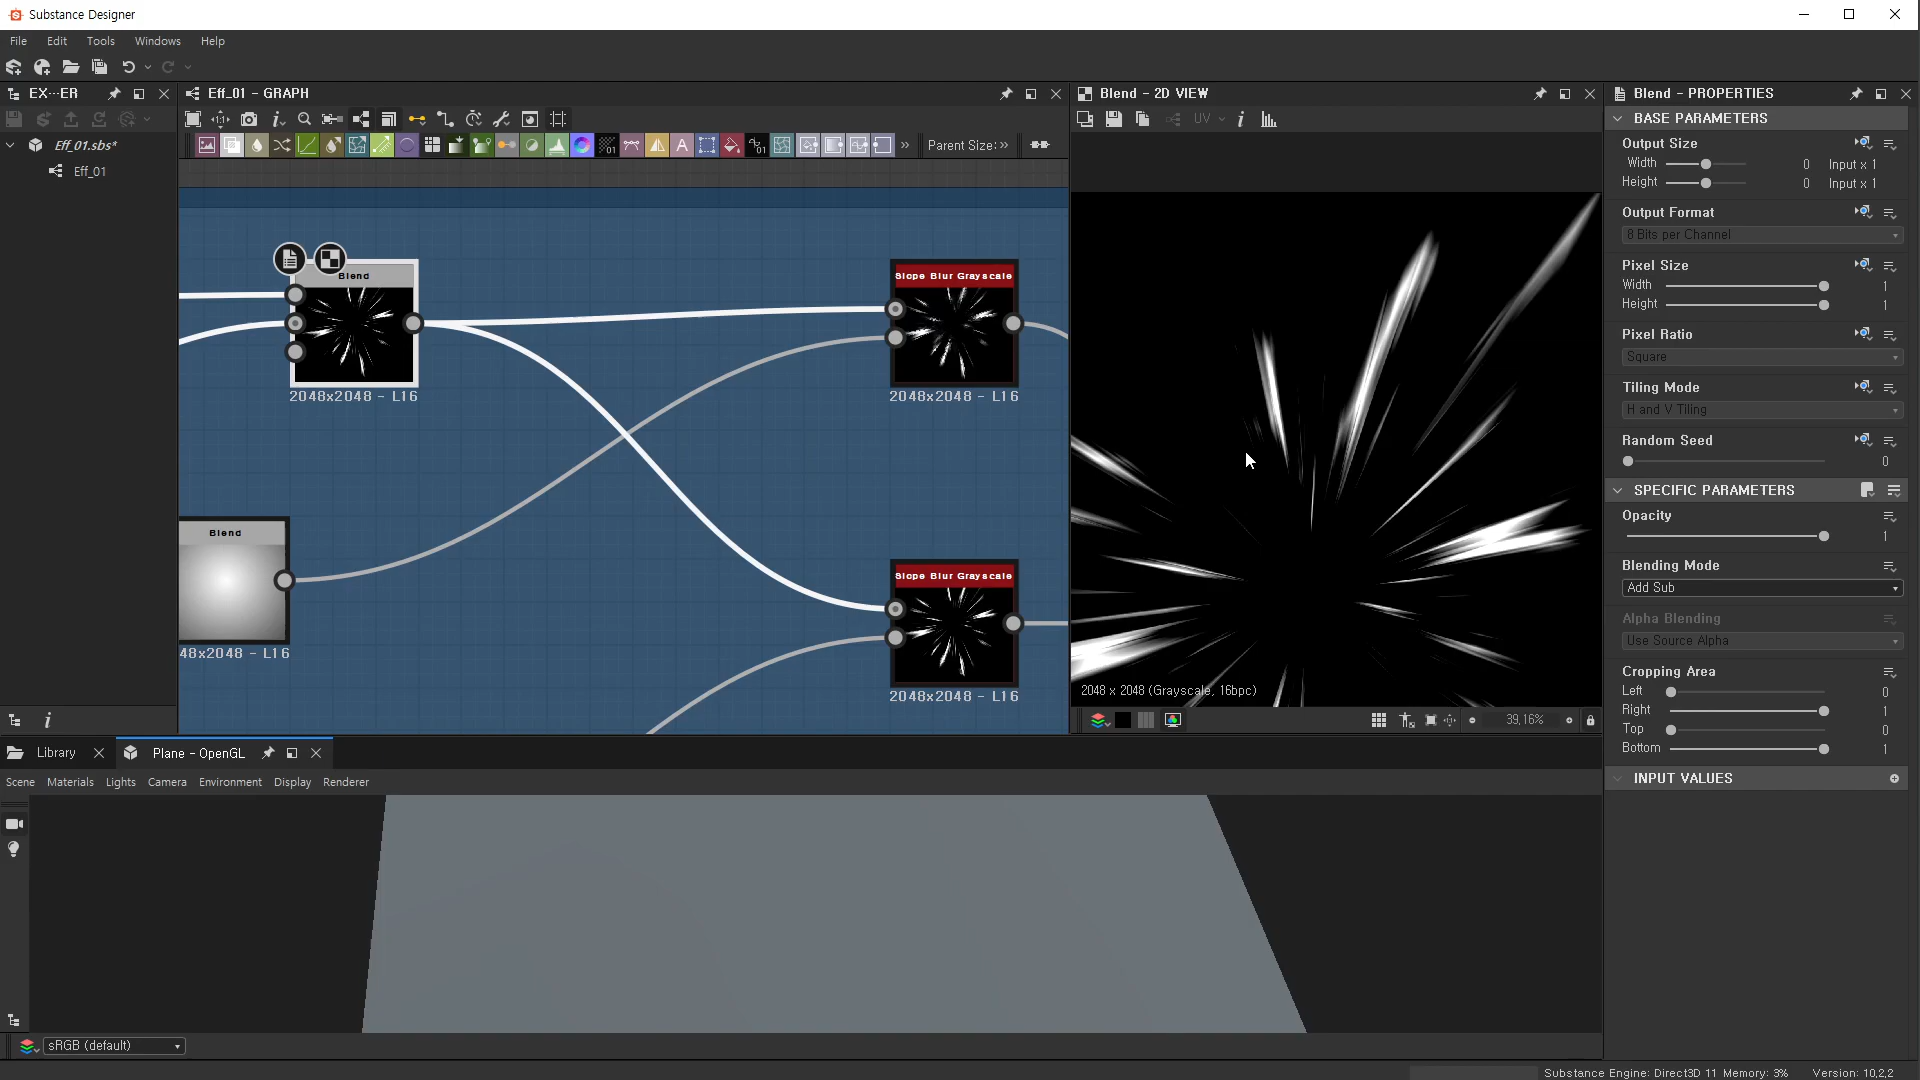 Substance Designer
File Edit Tools Windows Help
EX···ER
Eff_01 - GRAPH
Blend - 2D VIEW
Blend - PROPERTIES
UV
Parent Size:
Eff_01.sbs*
Eff_01
Blend
2048x2048 - L16
Slope Blur Grayscale
2048x2048 - L16
Blend
48x2048 - L16
Slope Blur Grayscale
2048x2048 - L16
2048 x 2048 (Grayscale, 16bpc)
39,16%
BASE PARAMETERS
Output Size
Width 0 Input x 1
Height 0 Input x 1
Output Format
8 Bits per Channel
Pixel Size
Width 1
Height 1
Pixel Ratio
Square
Tiling Mode
H and V Tiling
Random Seed
0
SPECIFIC PARAMETERS
Opacity
1
Blending Mode
Add Sub
Alpha Blending
Use Source Alpha
Cropping Area
Left 0
Right 1
Top 0
Bottom 1
INPUT VALUES
Library
Plane - OpenGL
Scene Materials Lights Camera Environment Display Renderer
sRGB (default)
Substance Engine: Direct3D 11 Memory: 3% Version: 10,2,2